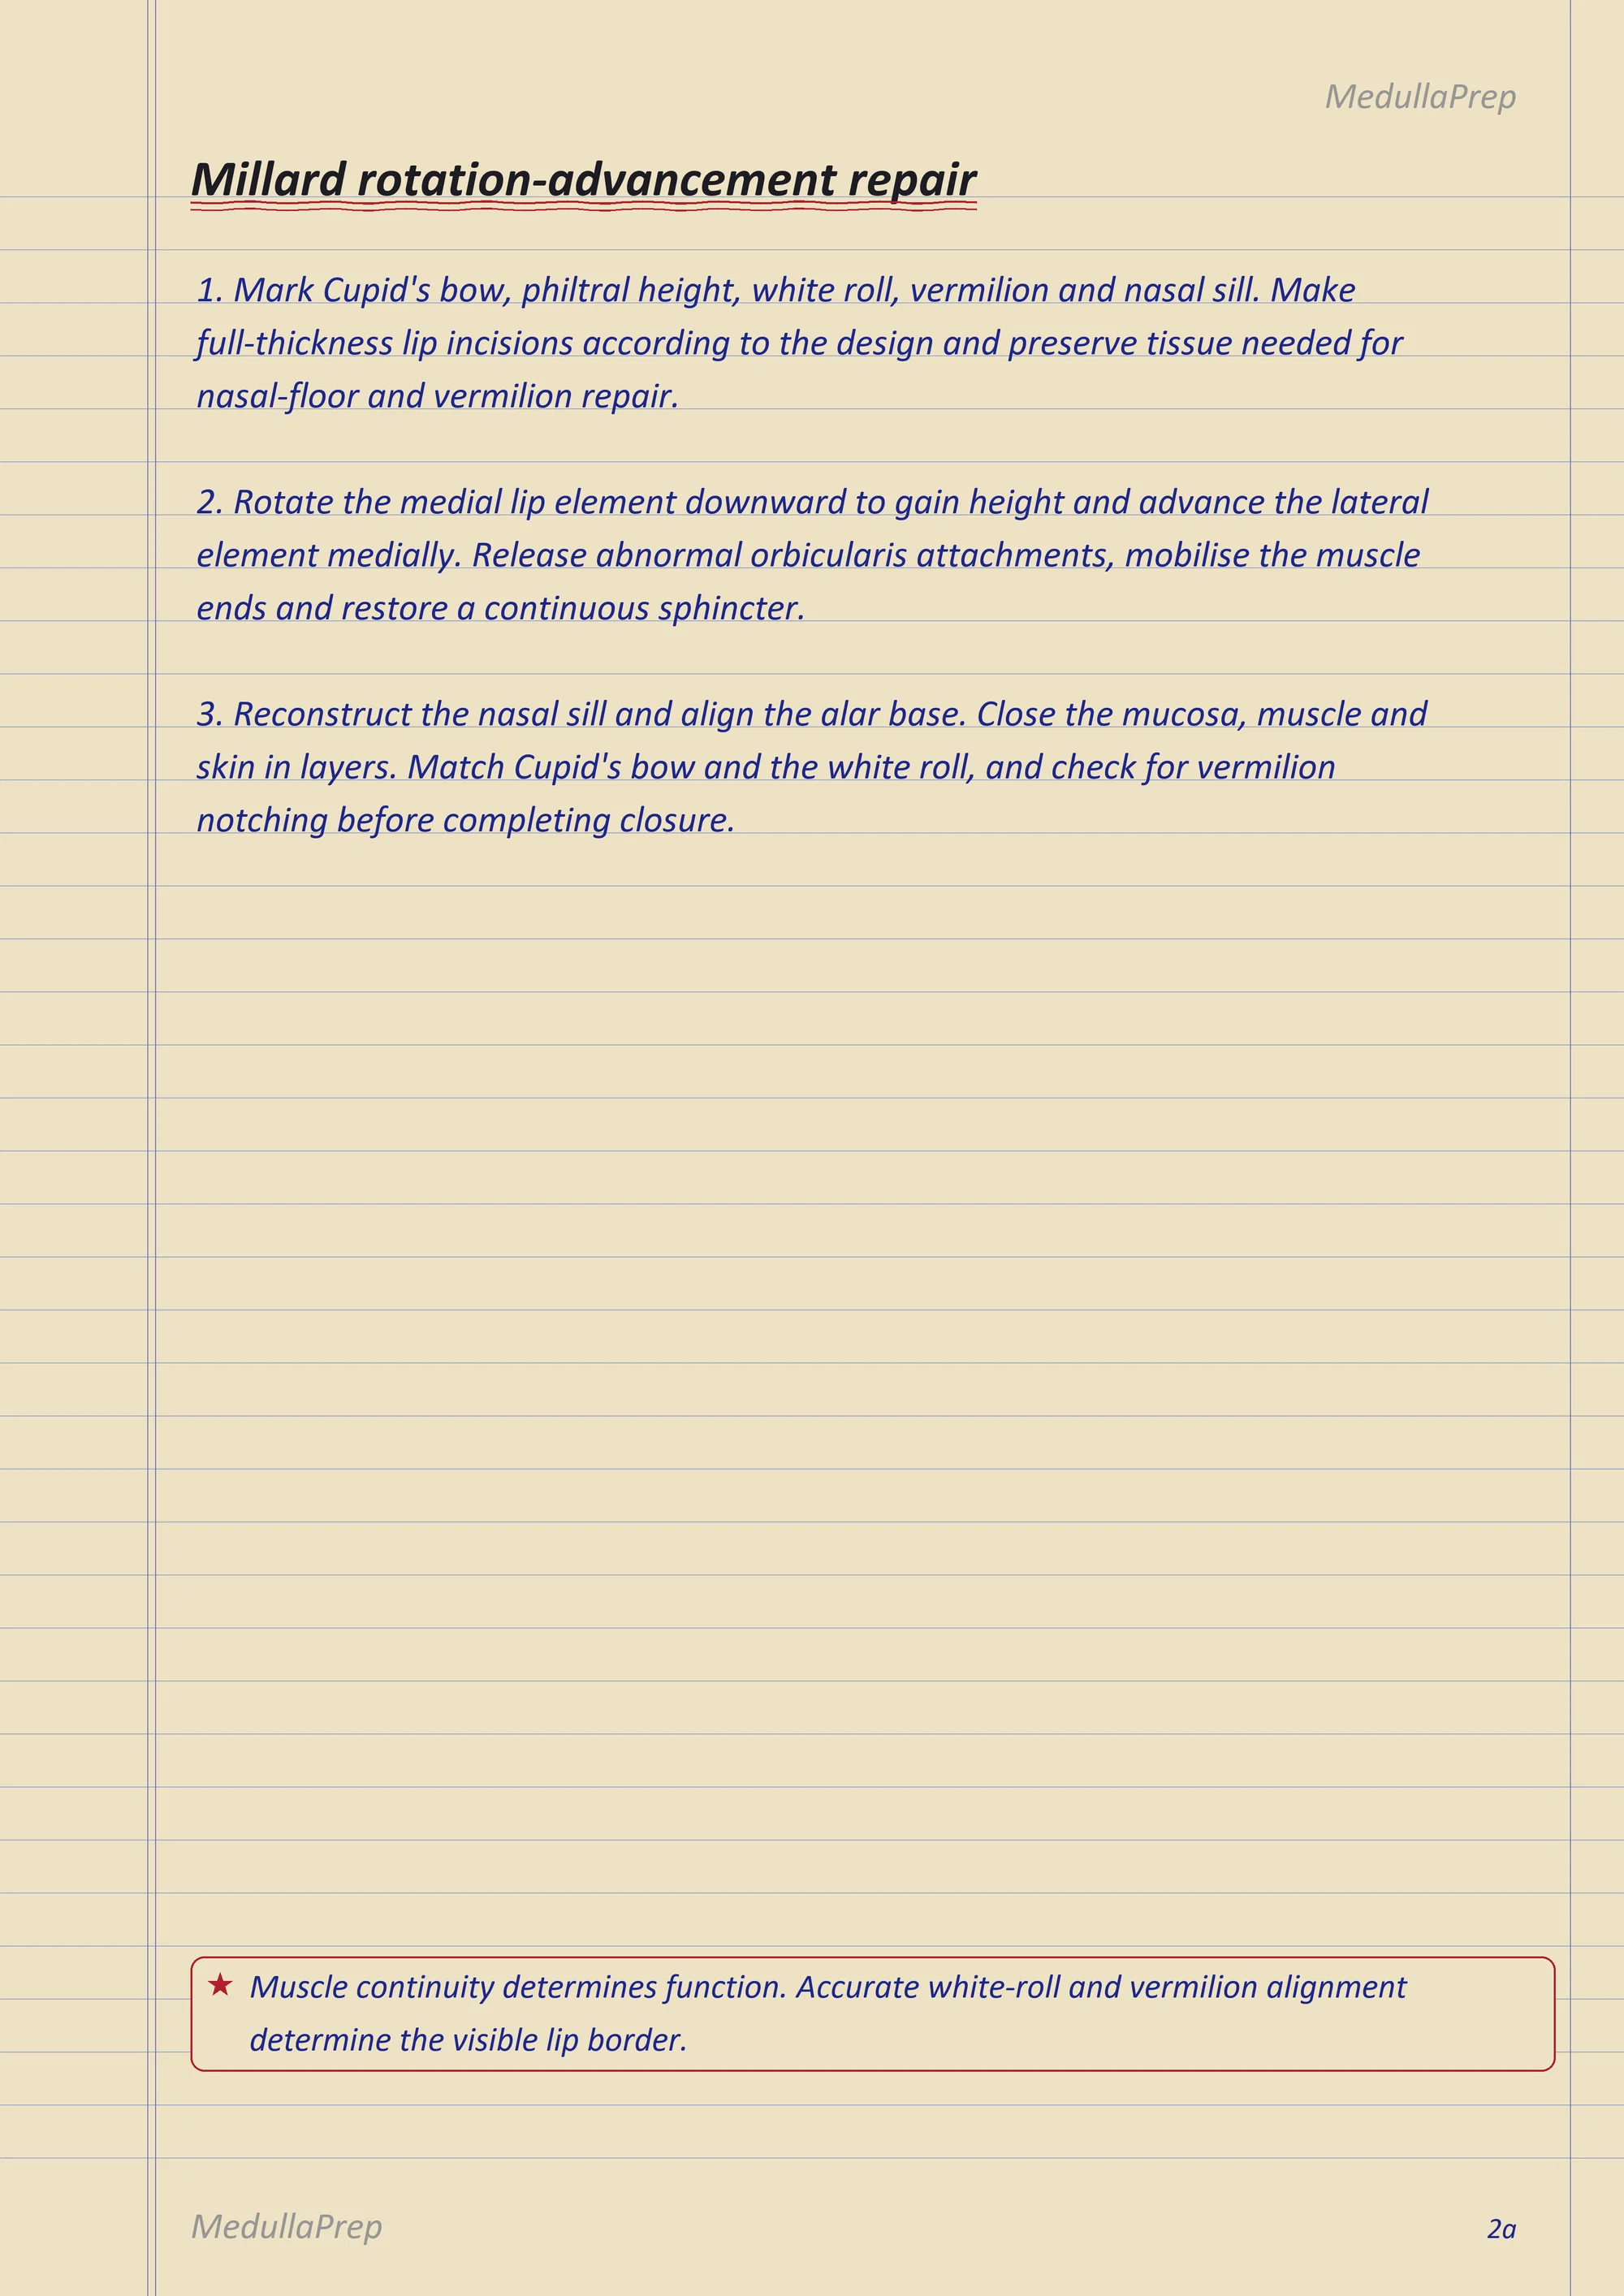 MedullaPrep
Millard rotation-advancement repair
1. Mark Cupid's bow, philtral height, white roll, vermilion and nasal sill. Make
full-thickness lip incisions according to the design and preserve tissue needed for
nasal-floor and vermilion repair.
2. Rotate the medial lip element downward to gain height and advance the lateral
element medially. Release abnormal orbicularis attachments, mobilise the muscle
ends and restore a continuous sphincter.
3. Reconstruct the nasal sill and align the alar base. Close the mucosa, muscle and
skin in layers. Match Cupid's bow and the white roll, and check for vermilion
notching before completing closure.
★ Muscle continuity determines function. Accurate white-roll and vermilion alignment
determine the visible lip border.
MedullaPrep
2a